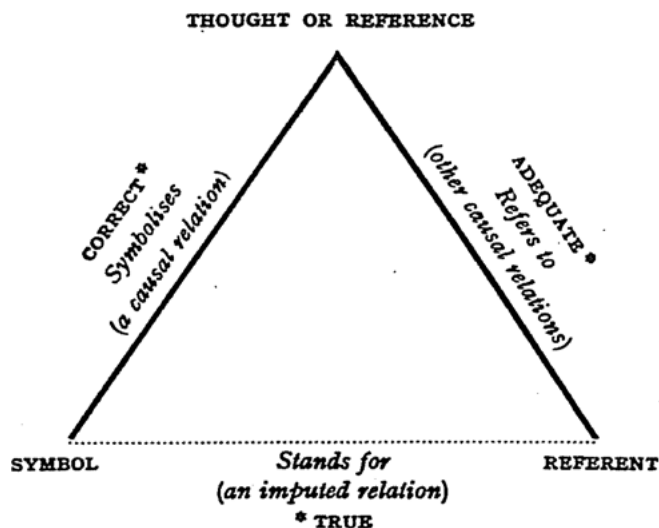 THOUGHT OR REFERENCE
CORRECT*
Symbolises
(a causal relation)
ADEQUATE*
Refers to
(other causal relations)
SYMBOL
Stands for
(an imputed relation)
* TRUE
REFERENT